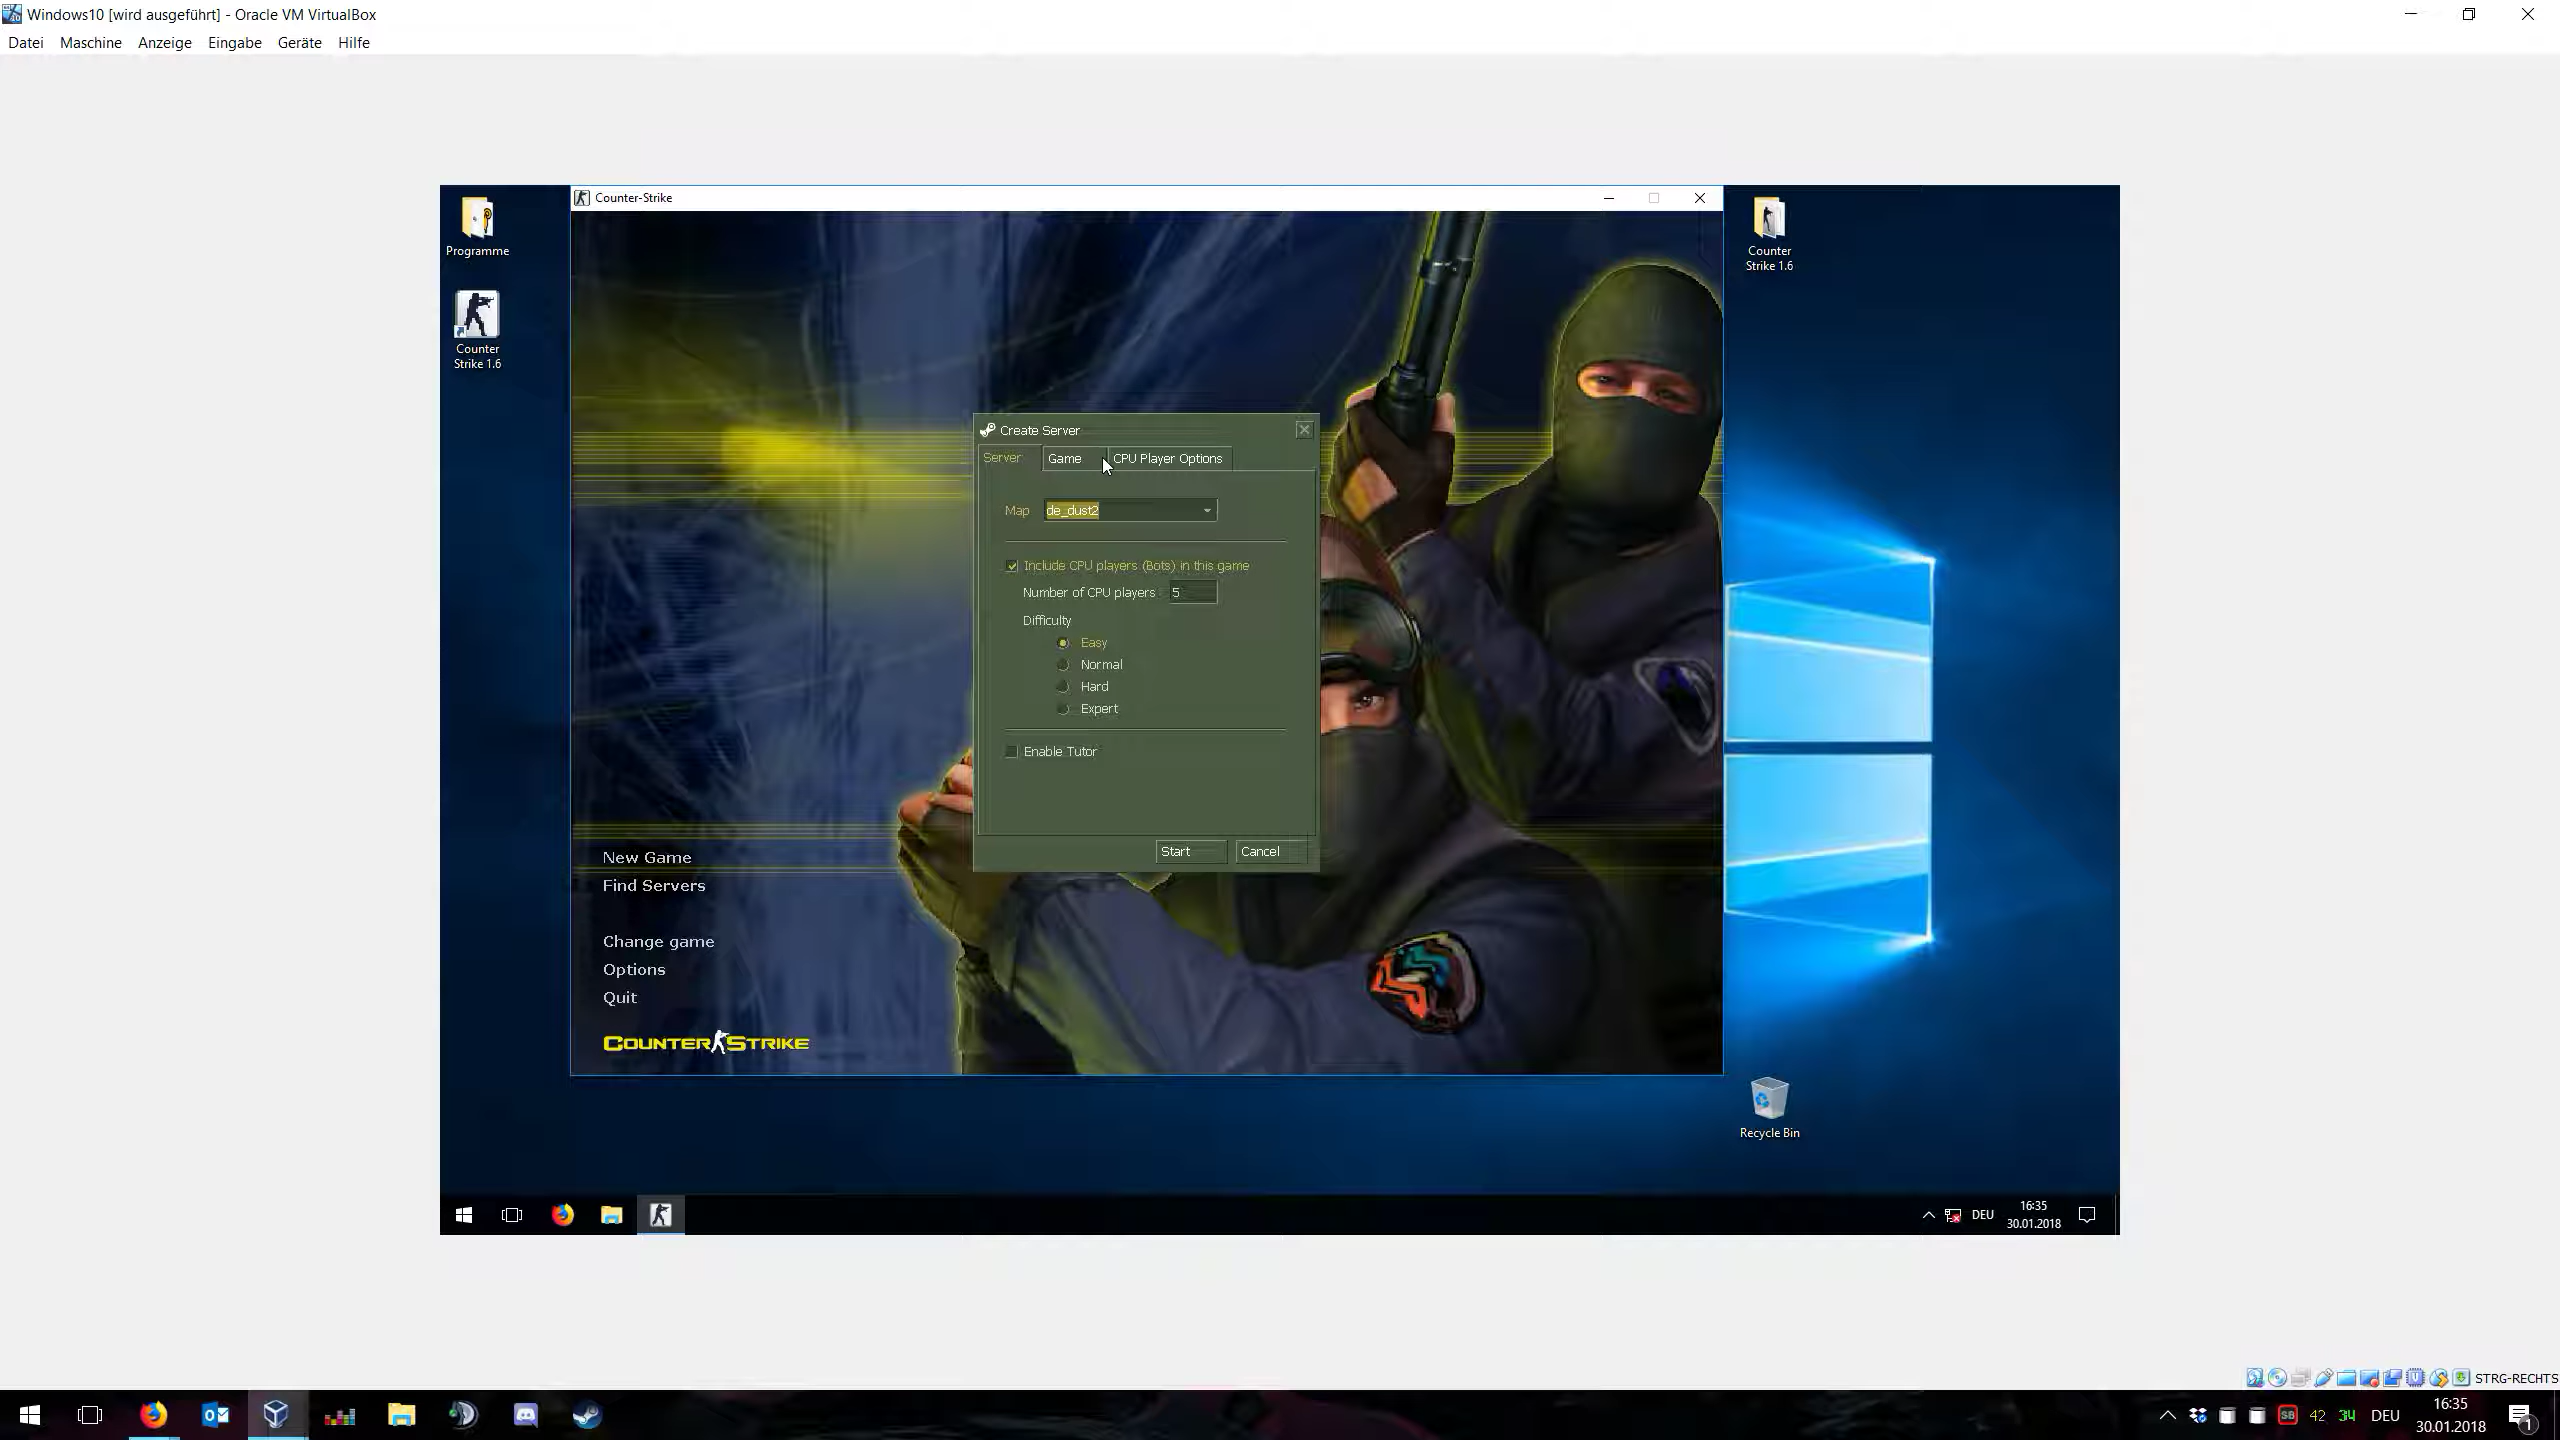 Windows10 [wird ausgeführt] - Oracle VM VirtualBox
Datei Maschine Anzeige Eingabe Geräte Hilfe
Programme
Counter
Strike 1.6
Counter-Strike
Counter
Strike 1.6
Create Server
Server Game CPU Player Options
Map de_dust2
Include CPU players (Bots) in this game
Number of CPU players 5
Difficulty
Easy
Normal
Hard
Expert
Enable Tutor
Start Cancel
New Game
Find Servers
Change game
Options
Quit
COUNTER STRIKE
Recycle Bin
DEU
16:35
30.01.2018
STRG-RECHTS
SB 42 34 DEU
16:35
30.01.2018
1